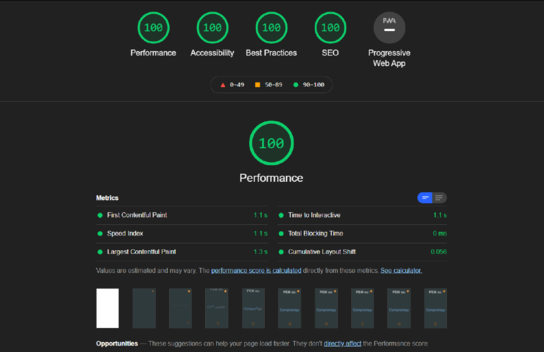 100 100 100 100
Performance Accessibility Best Practices SEO Progressive Web App
0–49 50–89 90–100
100
Performance
Metrics
First Contentful Paint 1.1 s Time to Interactive 1.1 s
Speed Index 1.1 s Total Blocking Time 0 ms
Largest Contentful Paint 1.3 s Cumulative Layout Shift 0.056
Values are estimated and may vary. The performance score is calculated directly from these metrics. See calculator.
Opportunities — These suggestions can help your page load faster. They don't directly affect the Performance score.